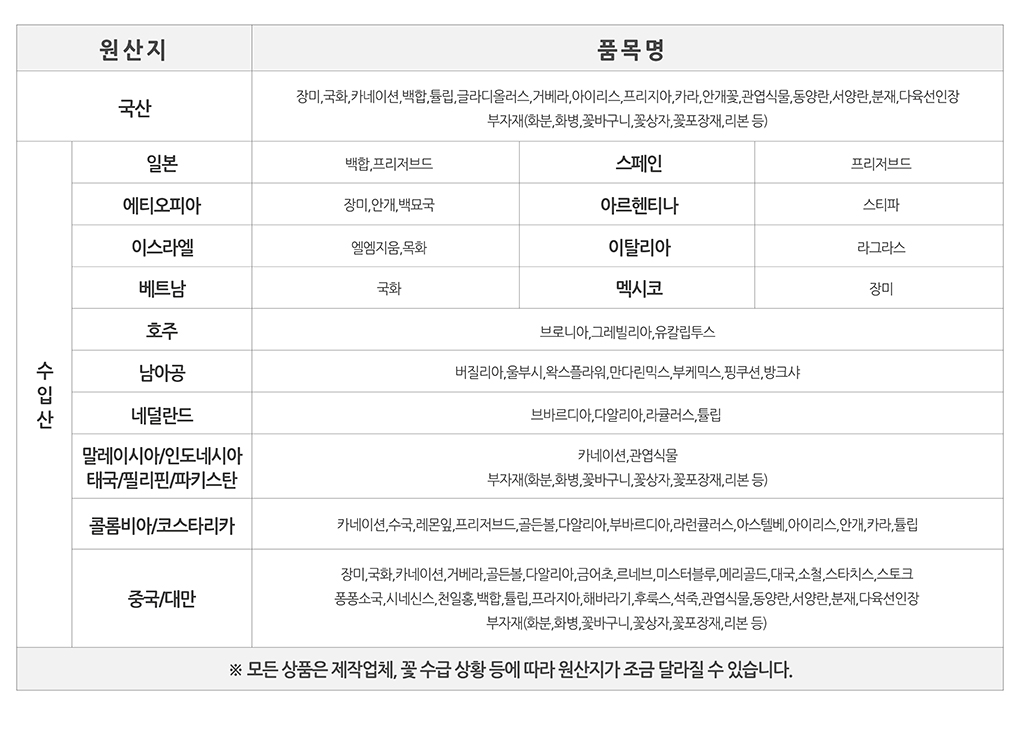 원산지 품목명
국산
장미,국화,카네이션,백합,튤립,글라디올러스,거베라,아이리스,프리지아,카라,안개꽃,관엽식물,동양란,서양란,분재,다육선인장
부자재(화분,화병,꽃바구니,꽃상자,꽃포장재,리본 등)
수입산
일본 백합,프리저브드 스페인 프리저브드
에티오피아 장미,안개,백묘국 아르헨티나 스티파
이스라엘 엘엠지움,목화 이탈리아 라그라스
베트남 국화 멕시코 장미
호주 브로니아,그레빌리아,유칼립투스
남아공 버질리아,울부시,왁스플라워,만다린믹스,부케믹스,핑쿠션,방크샤
네덜란드 브바르디아,다알리아,라큘러스,튤립
말레이시아/인도네시아
태국/필리핀/파키스탄
카네이션,관엽식물
부자재(화분,화병,꽃바구니,꽃상자,꽃포장재,리본 등)
콜롬비아/코스타리카 카네이션,수국,레몬잎,프리저브드,골든볼,다알리아,부바르디아,라넌큘러스,아스텔베,아이리스,안개,카라,튤립
중국/대만
장미,국화,카네이션,거베라,골든볼,다알리아,금어초,르네브,미스터블루,메리골드,대국,소철,스타치스,스토크
퐁퐁소국,시네신스,천일홍,백합,튤립,프라지아,해바라기,후룩스,석죽,관엽식물,동양란,서양란,분재,다육선인장
부자재(화분,화병,꽃바구니,꽃상자,꽃포장재,리본 등)
※ 모든 상품은 제작업체, 꽃 수급 상황 등에 따라 원산지가 조금 달라질 수 있습니다.